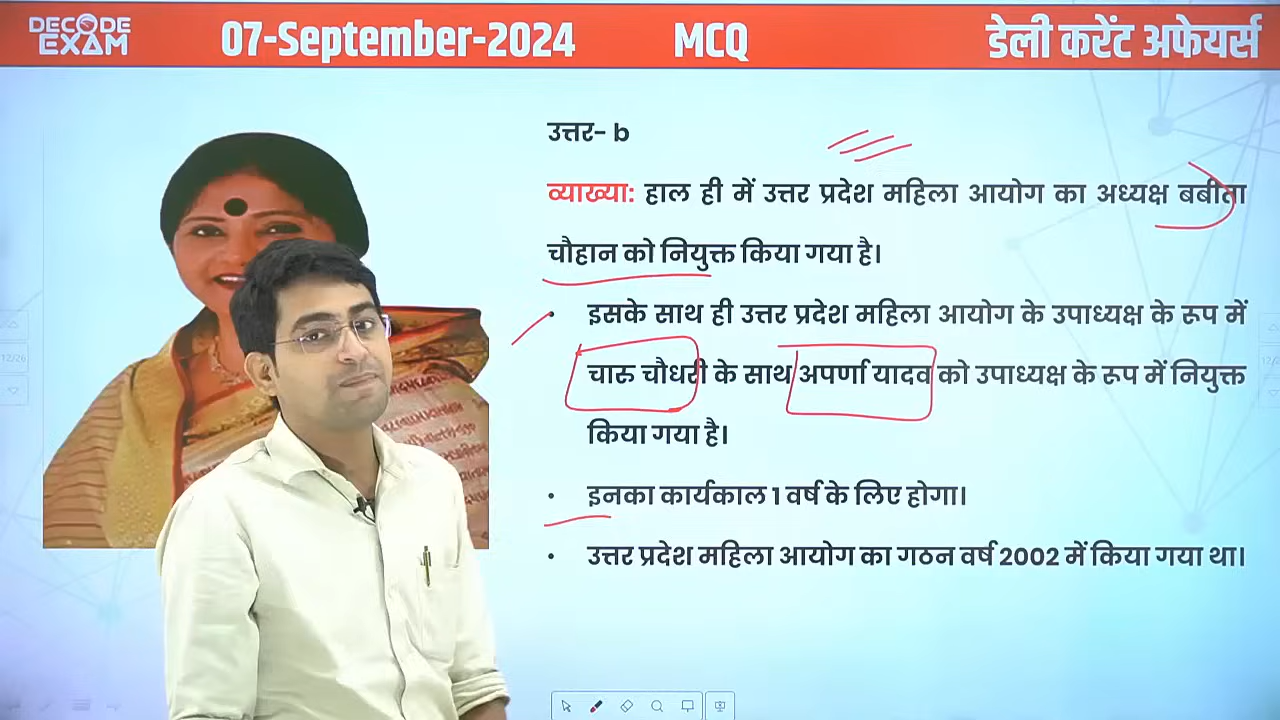 DECODE
EXAM
07-September-2024 MCQ डेली करेंट अफेयर्स
उत्तर- b
व्याख्या: हाल ही में उत्तर प्रदेश महिला आयोग का अध्यक्ष बबीता
चौहान को नियुक्त किया गया है।
• इसके साथ ही उत्तर प्रदेश महिला आयोग के उपाध्यक्ष के रूप में
चारु चौधरी के साथ अपर्णा यादव को उपाध्यक्ष के रूप में नियुक्त
किया गया है।
• इनका कार्यकाल 1 वर्ष के लिए होगा।
• उत्तर प्रदेश महिला आयोग का गठन वर्ष 2002 में किया गया था।
12/26